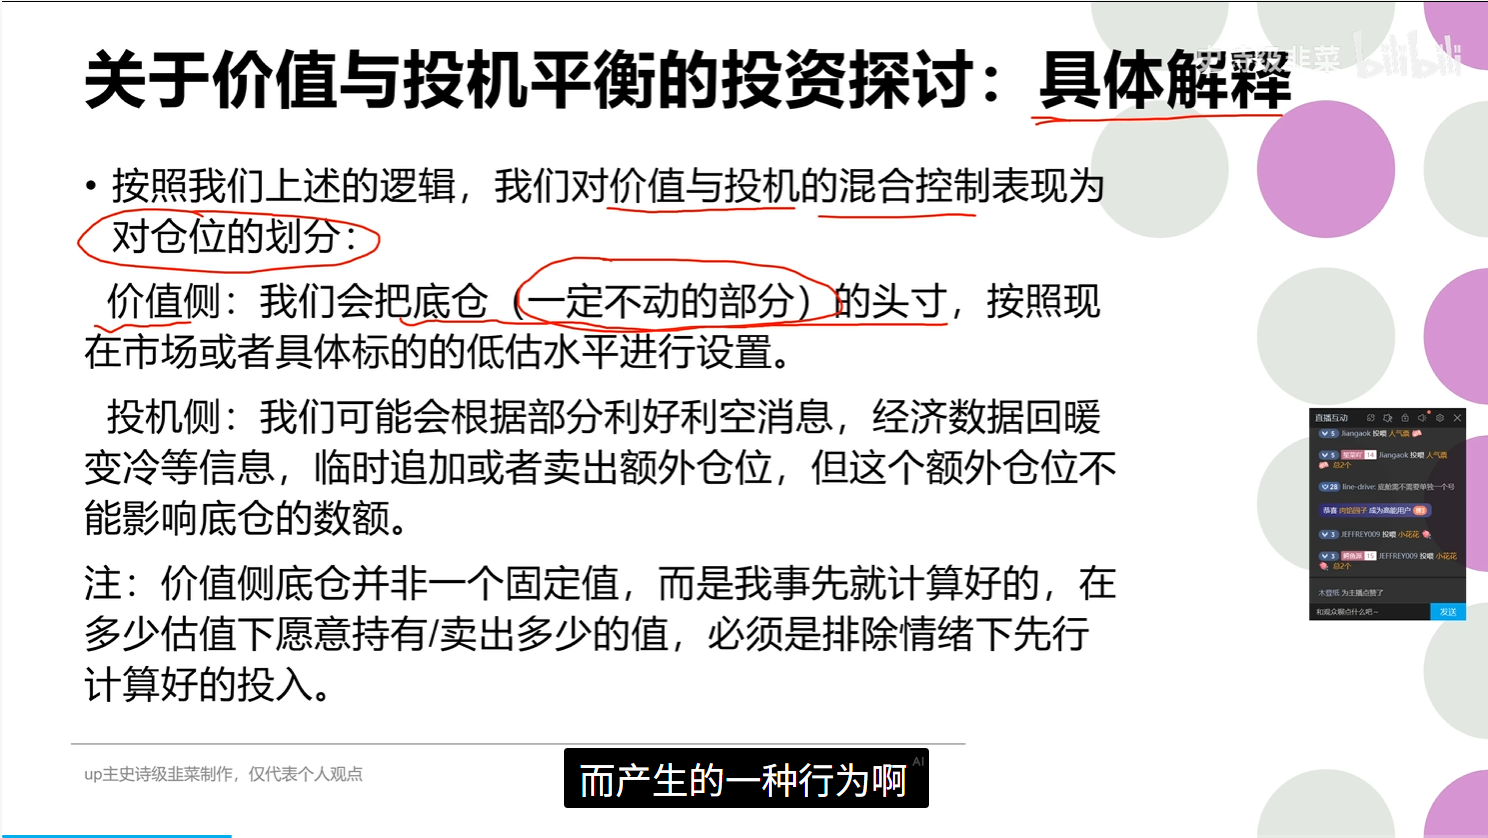 史诗级韭菜 bilibili
关于价值与投机平衡的投资探讨：具体解释
• 按照我们上述的逻辑，我们对价值与投机的混合控制表现为
对仓位的划分：
价值侧：我们会把底仓（一定不动的部分）的头寸，按照现
在市场或者具体标的的低估水平进行设置。
投机侧：我们可能会根据部分利好利空消息，经济数据回暖
变冷等信息，临时追加或者卖出额外仓位，但这个额外仓位不
能影响底仓的数额。
注：价值侧底仓并非一个固定值，而是我事先就计算好的，在
多少估值下愿意持有/卖出多少的值，必须是排除情绪下先行
计算好的投入。
直播互动
5 Jiangaok 投喂 人气票
5 14 Jiangaok 投喂 人气票
总2个
28 line-drive: 底舱需不需要单独一个号
恭喜 肉馅园子 成为高能用户
3 JEFFREY009 投喂 小花花
3 15 JEFFREY009 投喂 小花花
总2个
为主播点赞了
和观众聊点什么吧~ 发送
up主史诗级韭菜制作，仅代表个人观点
而产生的一种行为啊
AI